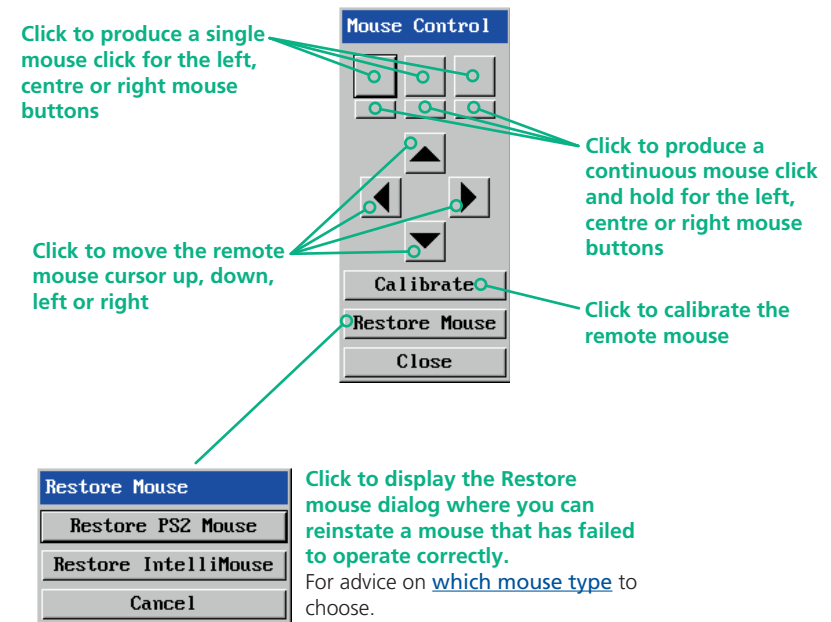 Mouse Control
Click to produce a single
mouse click for the left,
centre or right mouse
buttons
Click to produce a
continuous mouse click
and hold for the left,
centre or right mouse
buttons
Click to move the remote
mouse cursor up, down,
left or right
Calibrate
Click to calibrate the
remote mouse
Restore Mouse
Close
Restore Mouse
Restore PS2 Mouse
Restore IntelliMouse
Cancel
Click to display the Restore
mouse dialog where you can
reinstate a mouse that has failed
to operate correctly.
For advice on which mouse type to
choose.